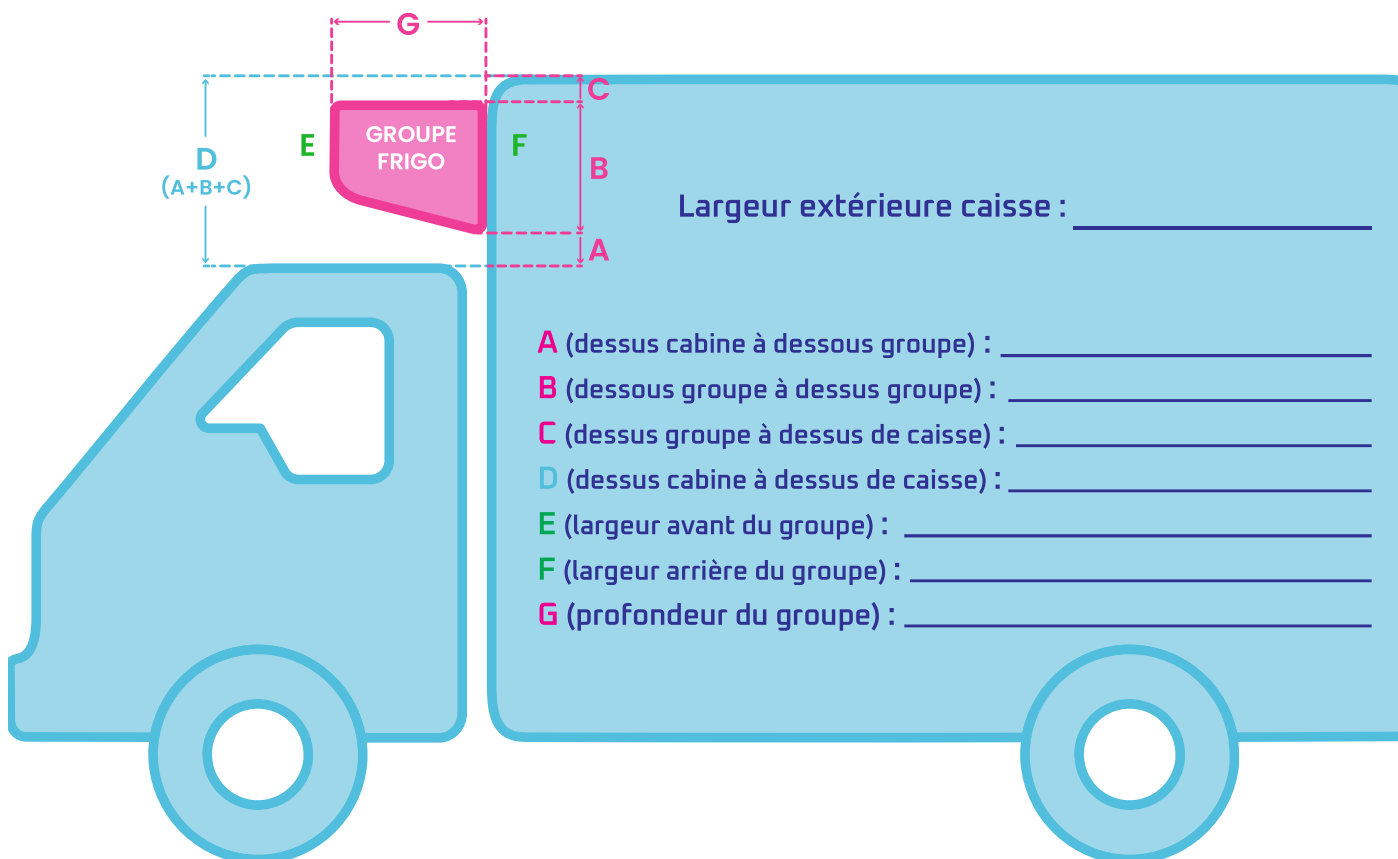 G
C
GROUPE
FRIGO
E
F
D
(A+B+C)
B
A
Largeur extérieure caisse :
A (dessus cabine à dessous groupe) :
B (dessous groupe à dessus groupe) :
C (dessus groupe à dessus de caisse) :
D (dessus cabine à dessus de caisse) :
E (largeur avant du groupe) :
F (largeur arrière du groupe) :
G (profondeur du groupe) :